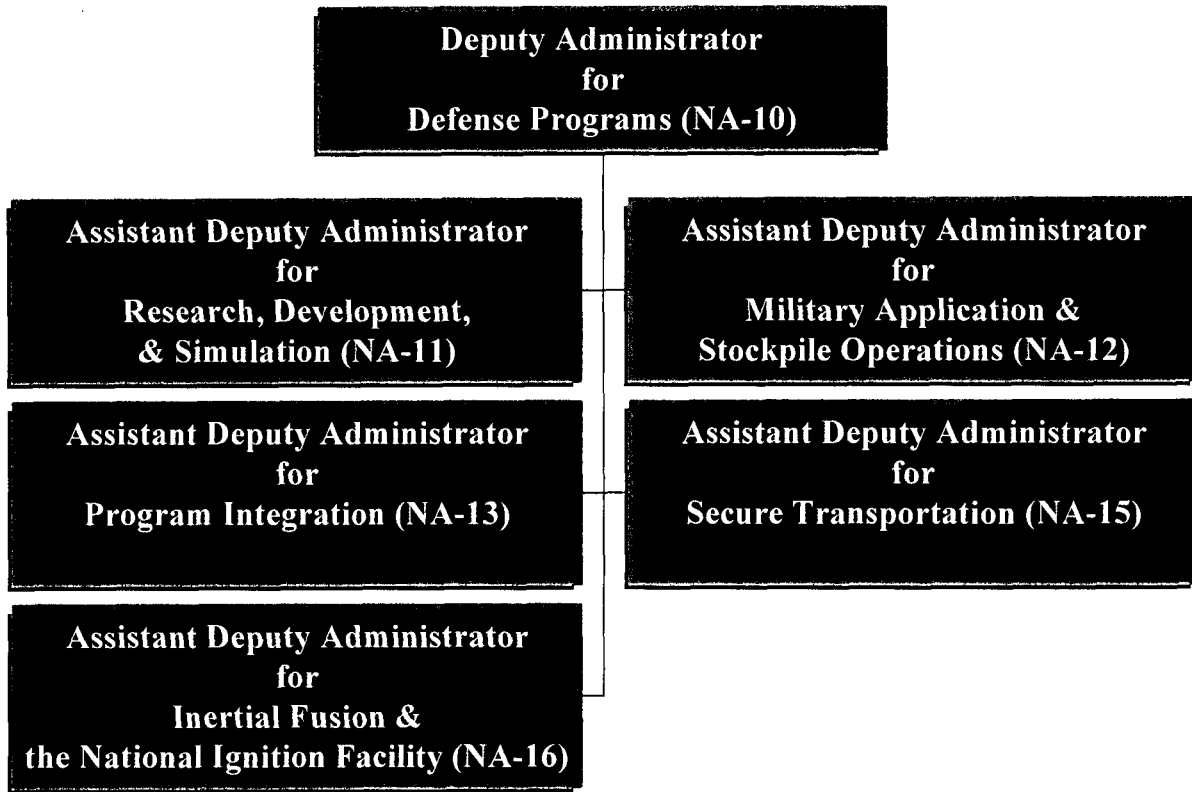 Deputy Administrator
for
Defense Programs (NA-10)
Assistant Deputy Administrator
for
Research, Development,
& Simulation (NA-11)
Assistant Deputy Administrator
for
Military Application &
Stockpile Operations (NA-12)
Assistant Deputy Administrator
for
Program Integration (NA-13)
Assistant Deputy Administrator
for
Secure Transportation (NA-15)
Assistant Deputy Administrator
for
Inertial Fusion &
the National Ignition Facility (NA-16)